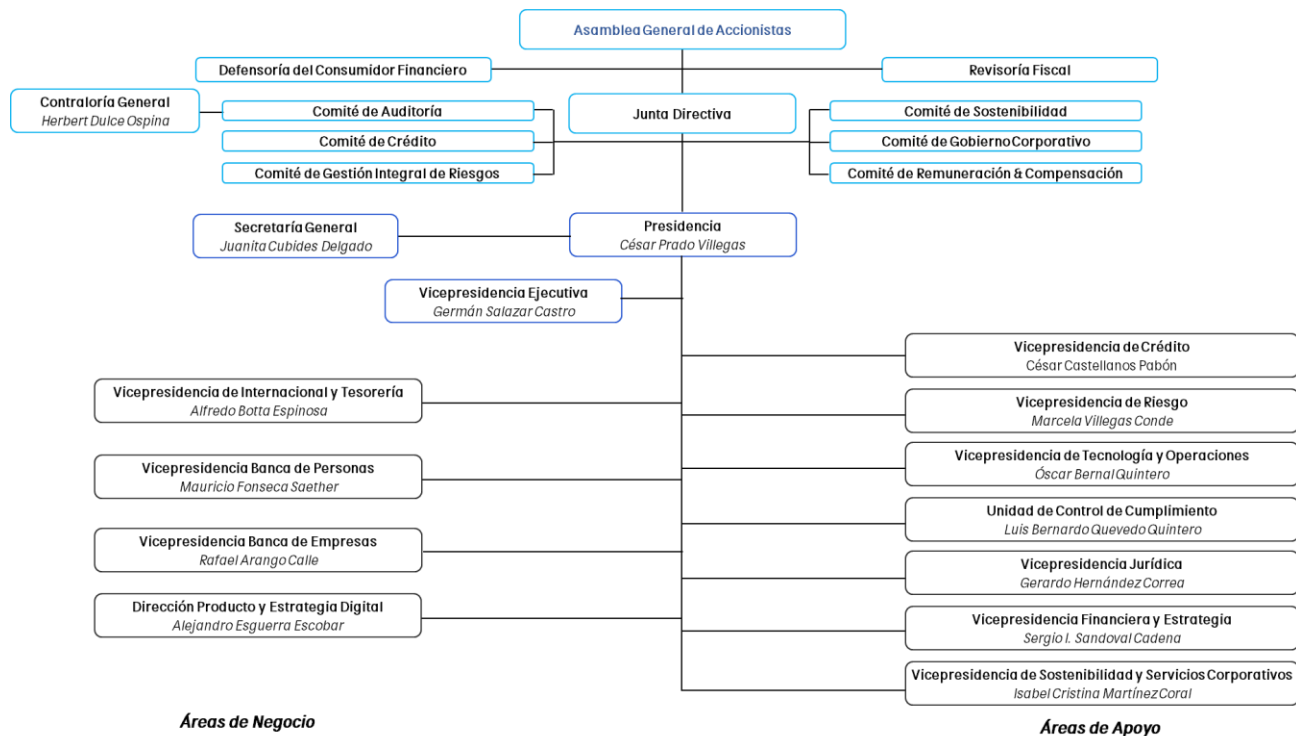 Asamblea General de Accionistas
Defensoría del Consumidor Financiero
Revisoría Fiscal
Contraloría General
Herbert Dulce Ospina
Comité de Auditoría
Comité de Crédito
Comité de Gestión Integral de Riesgos
Junta Directiva
Comité de Sostenibilidad
Comité de Gobierno Corporativo
Comité de Remuneración & Compensación
Secretaría General
Juanita Cubides Delgado
Presidencia
César Prado Villegas
Vicepresidencia Ejecutiva
Germán Salazar Castro
Vicepresidencia de Internacional y Tesorería
Alfredo Botta Espinosa
Vicepresidencia Banca de Personas
Mauricio Fonseca Saether
Vicepresidencia Banca de Empresas
Rafael Arango Calle
Dirección Producto y Estrategia Digital
Alejandro Esguerra Escobar
Áreas de Negocio
Vicepresidencia de Crédito
César Castellanos Pabón
Vicepresidencia de Riesgo
Marcela Villegas Conde
Vicepresidencia de Tecnología y Operaciones
Óscar Bernal Quintero
Unidad de Control de Cumplimiento
Luis Bernardo Quevedo Quintero
Vicepresidencia Jurídica
Gerardo Hernández Correa
Vicepresidencia Financiera y Estrategia
Sergio I. Sandoval Cadena
Vicepresidencia de Sostenibilidad y Servicios Corporativos
Isabel Cristina Martínez Coral
Áreas de Apoyo